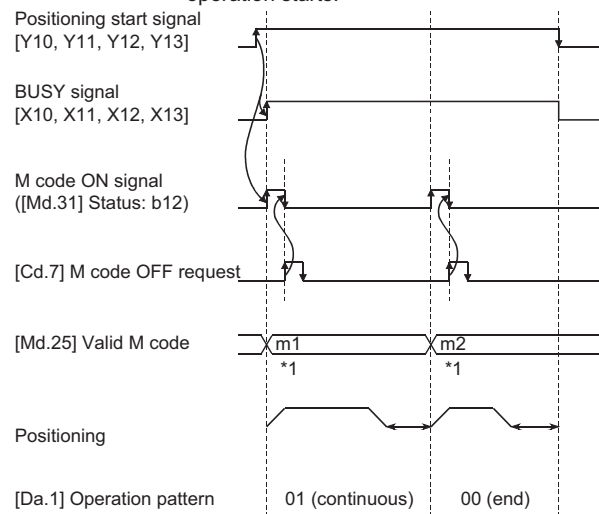 operation starts.
Positioning start signal
[Y10, Y11, Y12, Y13]
BUSY signal
[X10, X11, X12, X13]
M code ON signal
([Md.31] Status: b12)
[Cd.7] M code OFF request
[Md.25] Valid M code
m1
m2
*1
*1
Positioning
[Da.1] Operation pattern
01 (continuous)
00 (end)